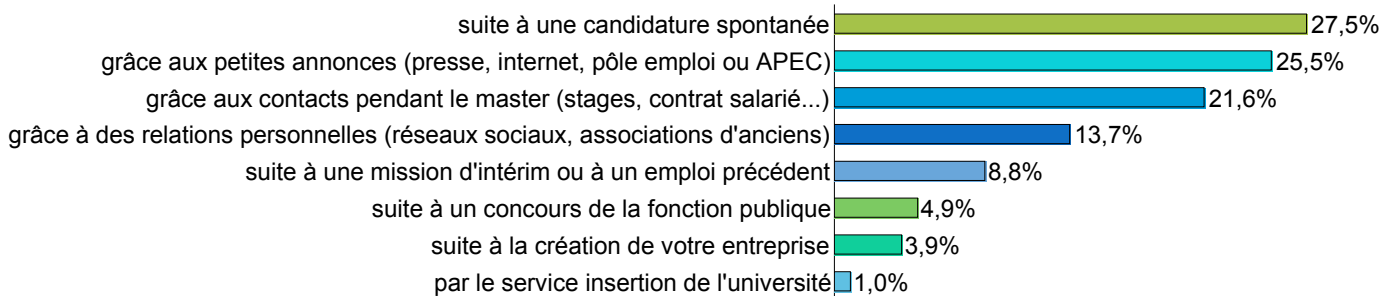 suite à une candidature spontanée 27,5%
grâce aux petites annonces (presse, internet, pôle emploi ou APEC) 25,5%
grâce aux contacts pendant le master (stages, contrat salarié...) 21,6%
grâce à des relations personnelles (réseaux sociaux, associations d'anciens) 13,7%
suite à une mission d'intérim ou à un emploi précédent 8,8%
suite à un concours de la fonction publique 4,9%
suite à la création de votre entreprise 3,9%
par le service insertion de l'université 1,0%